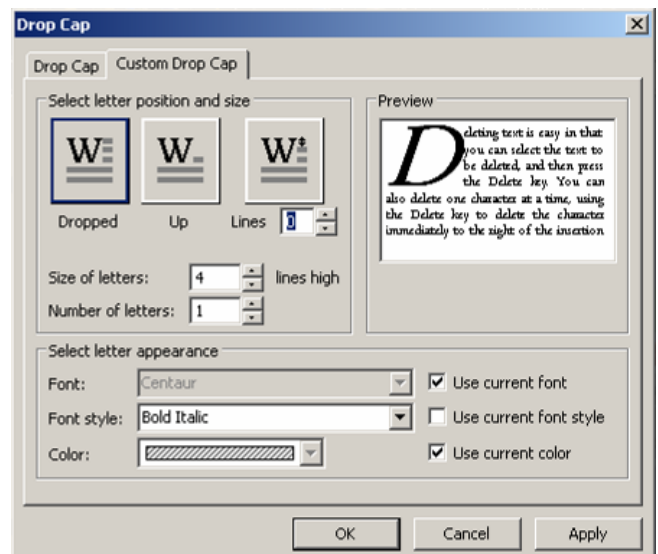 Drop Cap
Drop Cap Custom Drop Cap
Select letter position and size
W W W
Dropped Up Lines 0
Size of letters: 4 lines high
Number of letters: 1
Preview
Deleting text is easy in that
you can select the text to
be deleted, and then press
the Delete key. You can
also delete one character at a time, using
the Delete key to delete the character
immediately to the right of the insertion
Select letter appearance
Font: Centaur Use current font
Font style: Bold Italic Use current font style
Color: Use current color
OK Cancel Apply